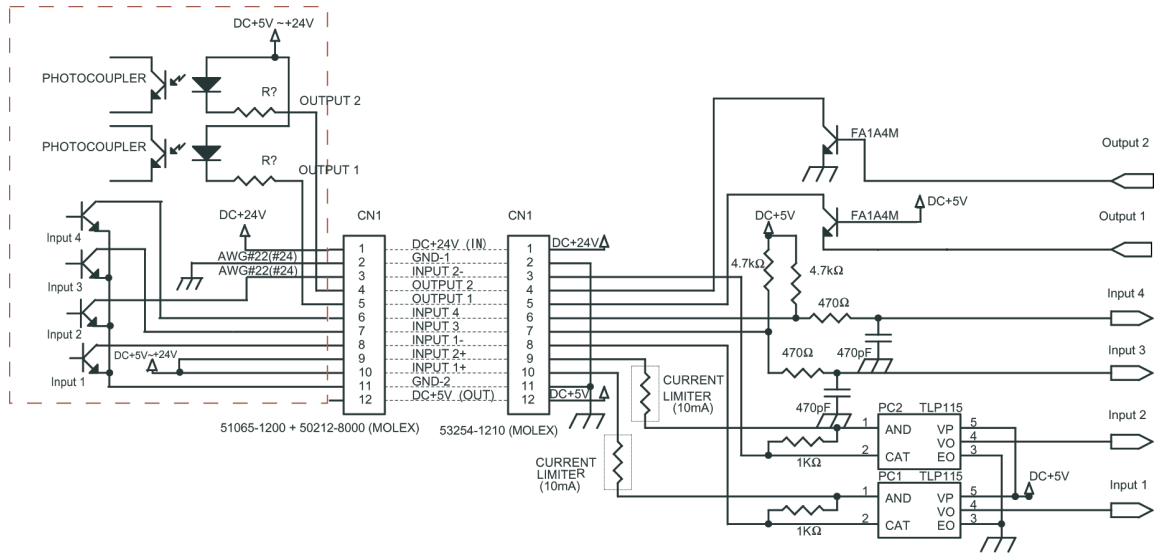 DC+5V ~+24V
PHOTOCOUPLER
R?
OUTPUT 2
PHOTOCOUPLER
R?
OUTPUT 1
Input 4
Input 3
Input 2
Input 1
DC+24V
AWG#22(#24)
AWG#22(#24)
DC+5V~+24V
CN1
1
2
3
4
5
6
7
8
9
10
11
12
51065-1200 + 50212-8000 (MOLEX)
DC+24V (IN)
GND-1
INPUT 2-
OUTPUT 2
OUTPUT 1
INPUT 4
INPUT 3
INPUT 1-
INPUT 2+
INPUT 1+
GND-2
DC+5V (OUT)
CN1
1
2
3
4
5
6
7
8
9
10
11
12
53254-1210 (MOLEX)
DC+24V
DC+5V
CURRENT
LIMITER
(10mA)
CURRENT
LIMITER
(10mA)
FA1A4M
Output 2
FA1A4M
DC+5V
Output 1
DC+5V
4.7kΩ
4.7kΩ
470Ω
470pF
Input 4
470Ω
470pF
Input 3
PC2 TLP115
1 AND VP 5
VO 4
2 CAT EO 3
1KΩ
Input 2
PC1 TLP115
1 AND VP 5
VO 4
2 CAT EO 3
1KΩ
DC+5V
Input 1